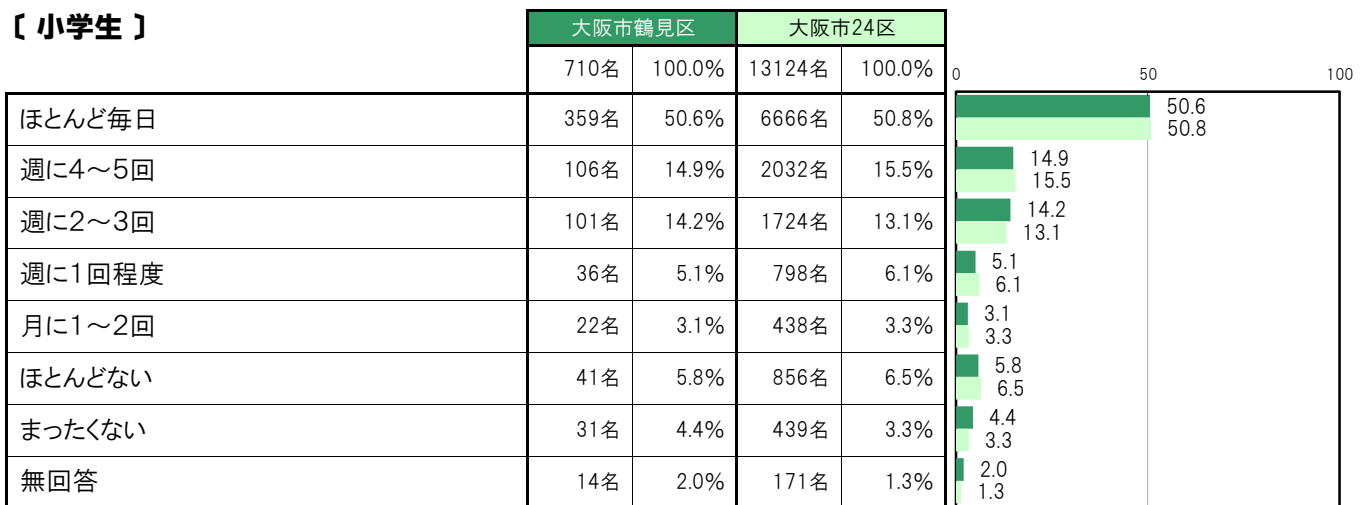 〔 小学生 〕
大阪市鶴見区 大阪市24区
710名 100.0% 13124名 100.0%
0 50 100
ほとんど毎日 359名 50.6% 6666名 50.8%
50.6
50.8
週に4～5回 106名 14.9% 2032名 15.5%
14.9
15.5
週に2～3回 101名 14.2% 1724名 13.1%
14.2
13.1
週に1回程度 36名 5.1% 798名 6.1%
5.1
6.1
月に1～2回 22名 3.1% 438名 3.3%
3.1
3.3
ほとんどない 41名 5.8% 856名 6.5%
5.8
6.5
まったくない 31名 4.4% 439名 3.3%
4.4
3.3
無回答 14名 2.0% 171名 1.3%
2.0
1.3